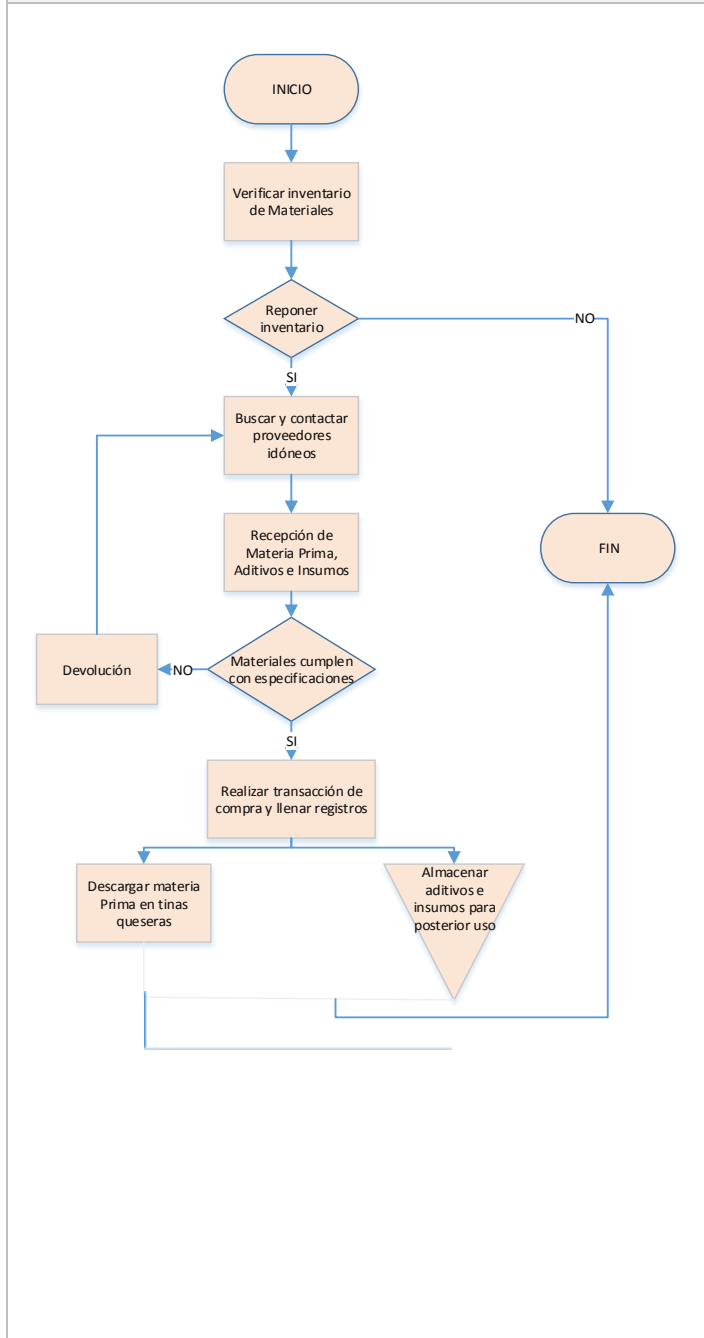 INICIO
Verificar inventario
de Materiales
Reponer
inventario
NO
SI
Buscar y contactar
proveedores
idóneos
Recepción de
Materia Prima,
Aditivos e Insumos
FIN
Devolución
NO
Materiales cumplen
con especificaciones
SI
Realizar transacción de
compra y llenar registros
Descargar materia
Prima en tinas
queseras
Almacenar
aditivos e
insumos para
posterior uso